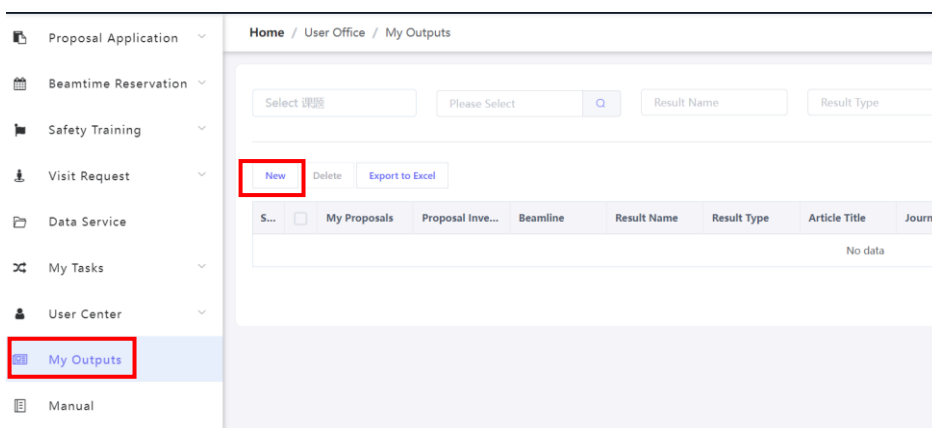 Proposal Application
Beamtime Reservation
Safety Training
Visit Request
Data Service
My Tasks
User Center
My Outputs
Manual
Home / User Office / My Outputs
Select 课题 Please Select Result Name Result Type
New Delete Export to Excel
S... My Proposals Proposal Inve... Beamline Result Name Result Type Article Title Journ
No data